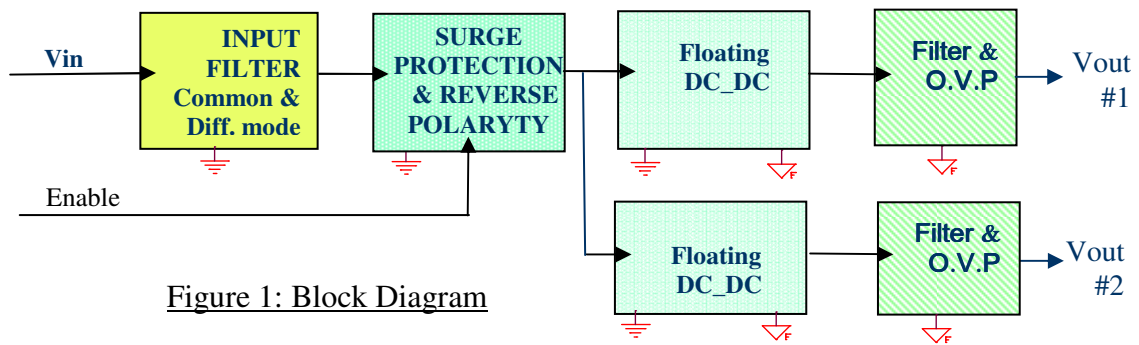 Vin
INPUT
FILTER
Common &
Diff. mode
SURGE
PROTECTION
& REVERSE
POLARYTY
Floating
DC_DC
Filter &
O.V.P
Vout
#1
F
F
Enable
Floating
DC_DC
Filter &
O.V.P
Vout
#2
F
F
Figure 1: Block Diagram